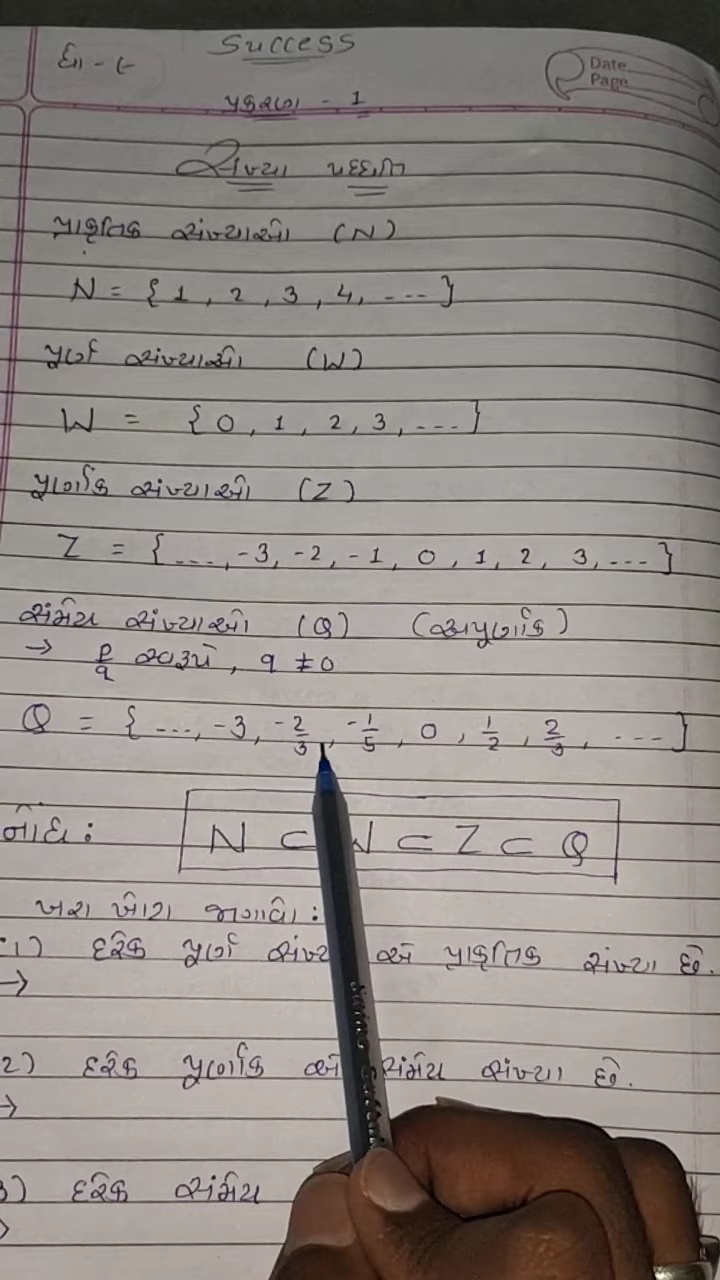 ધો - ૯
Success
Date
Page
પ્રકરણ - 1
સંખ્યા પદ્ધતિ
પ્રાકૃતિક સંખ્યાઓ (N)
N = {1, 2, 3, 4, ---}
પૂર્ણ સંખ્યાઓ (W)
W = {0, 1, 2, 3, ---}
પૂર્ણાંક સંખ્યાઓ (Z)
Z = {---, -3, -2, -1, 0, 1, 2, 3, ---}
સંમેય સંખ્યાઓ (Q) (અપૂર્ણાંક)
→ p/q સ્વરૂપે, q ≠ 0
Q = {---, -3, -2/3, -1/5, 0, 1/2, 2/3, ---}
નોંધ: N ⊂ W ⊂ Z ⊂ Q
ખરા ખોટા જણાવો:
(1) દરેક પૂર્ણ સંખ્યા એ પ્રાકૃતિક સંખ્યા છે.
→
2) દરેક પૂર્ણાંક એ સંમેય સંખ્યા છે.
→
3) દરેક સંમેય